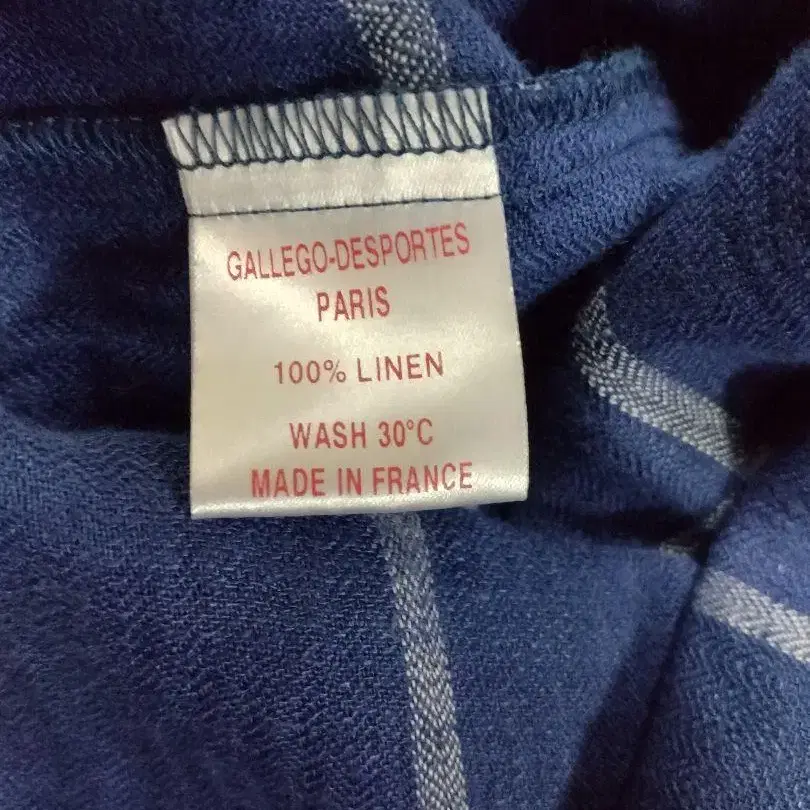 GALLEGO-DESPORTES
PARIS
100% LINEN
WASH 30°C
MADE IN FRANCE